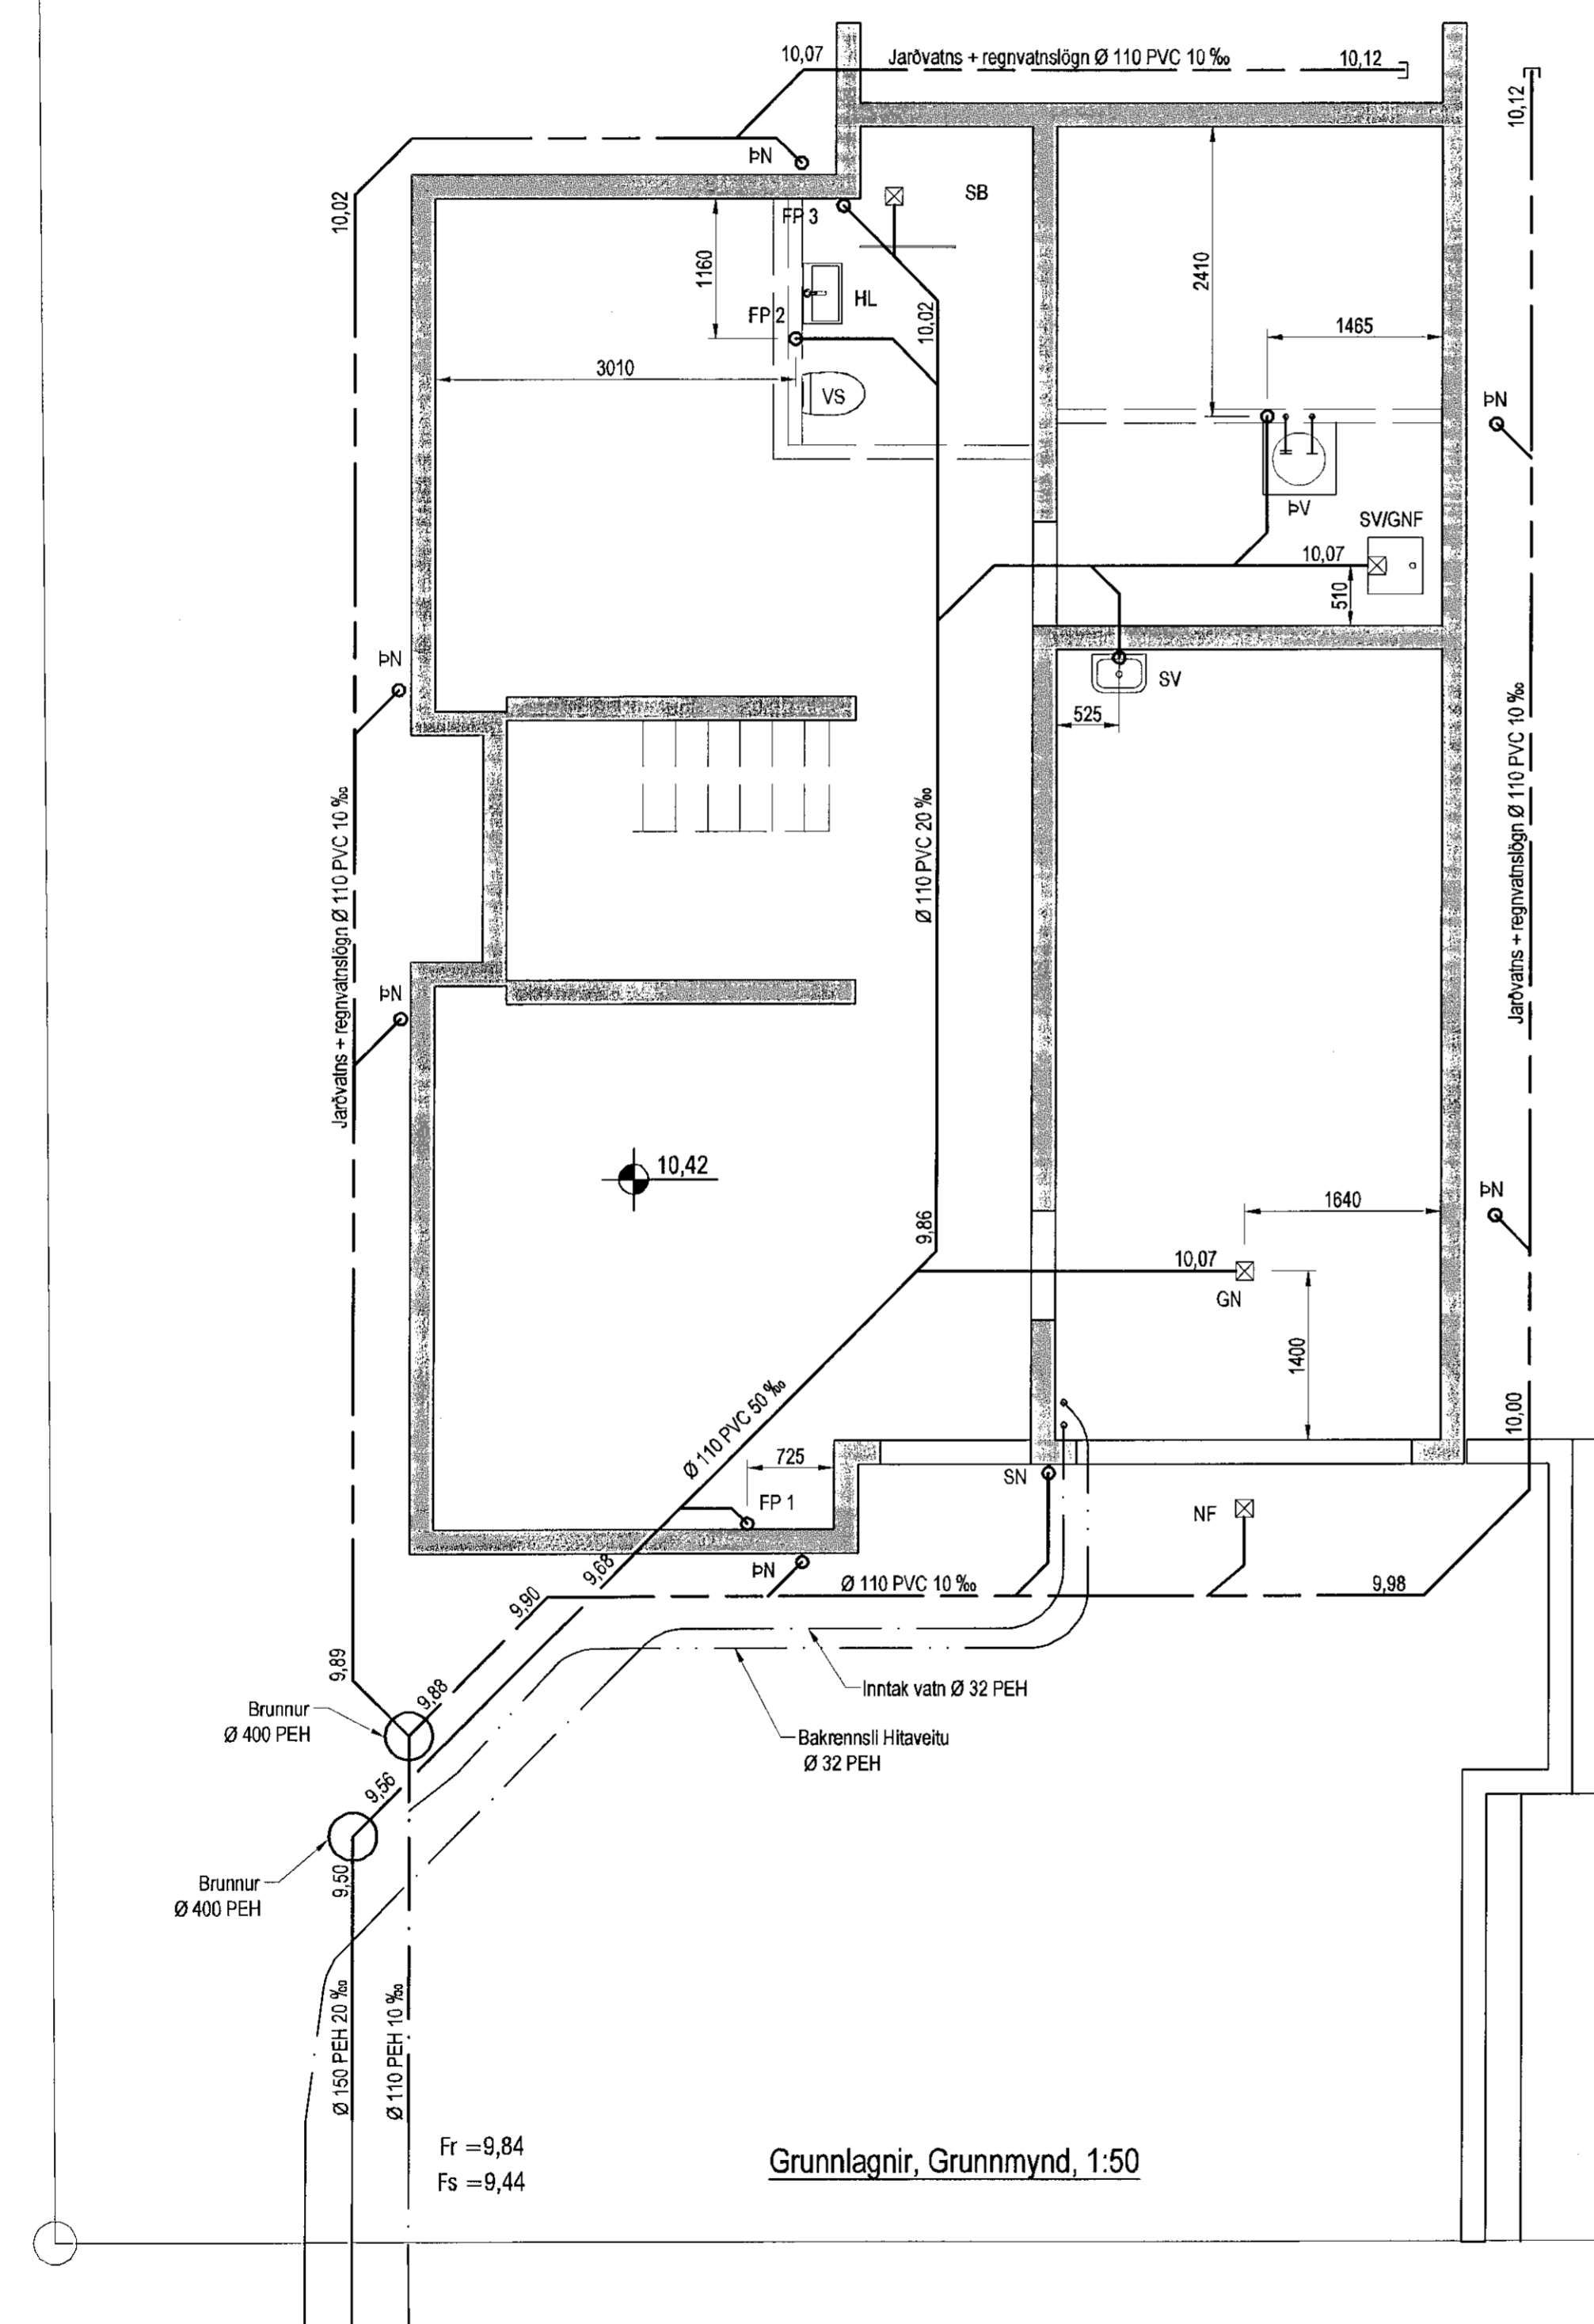 10,07
Jarðvatns + regnvatnslögn Ø 110 PVC 10 ‰
10,12
10,12
ÞN
10,02
FP 3
SB
1160
HL
FP 2
10,02
2410
1465
3010
VS
ÞN
ÞV
SV/GNF
10,07
510
ÞN
SV
525
Jarðvatns + regnvatnslögn Ø 110 PVC 10 ‰
Ø 110 PVC 20 ‰
Jarðvatns + regnvatnslögn Ø 110 PVC 10 ‰
ÞN
10,42
9,86
1640
ÞN
10,07
GN
1400
10,00
Ø 110 PVC 50 ‰
725
FP 1
SN
NF
9,68
ÞN
Ø 110 PVC 10 ‰
9,98
9,90
9,89
9,88
Inntak vatn Ø 32 PEH
Brunnur
Ø 400 PEH
Bakrennsli Hitaveitu
Ø 32 PEH
9,56
9,50
Brunnur
Ø 400 PEH
Ø 150 PEH 20 ‰
Ø 110 PEH 10 ‰
Fr =9,84
Fs =9,44
Grunnlagnir, Grunnmynd, 1:50